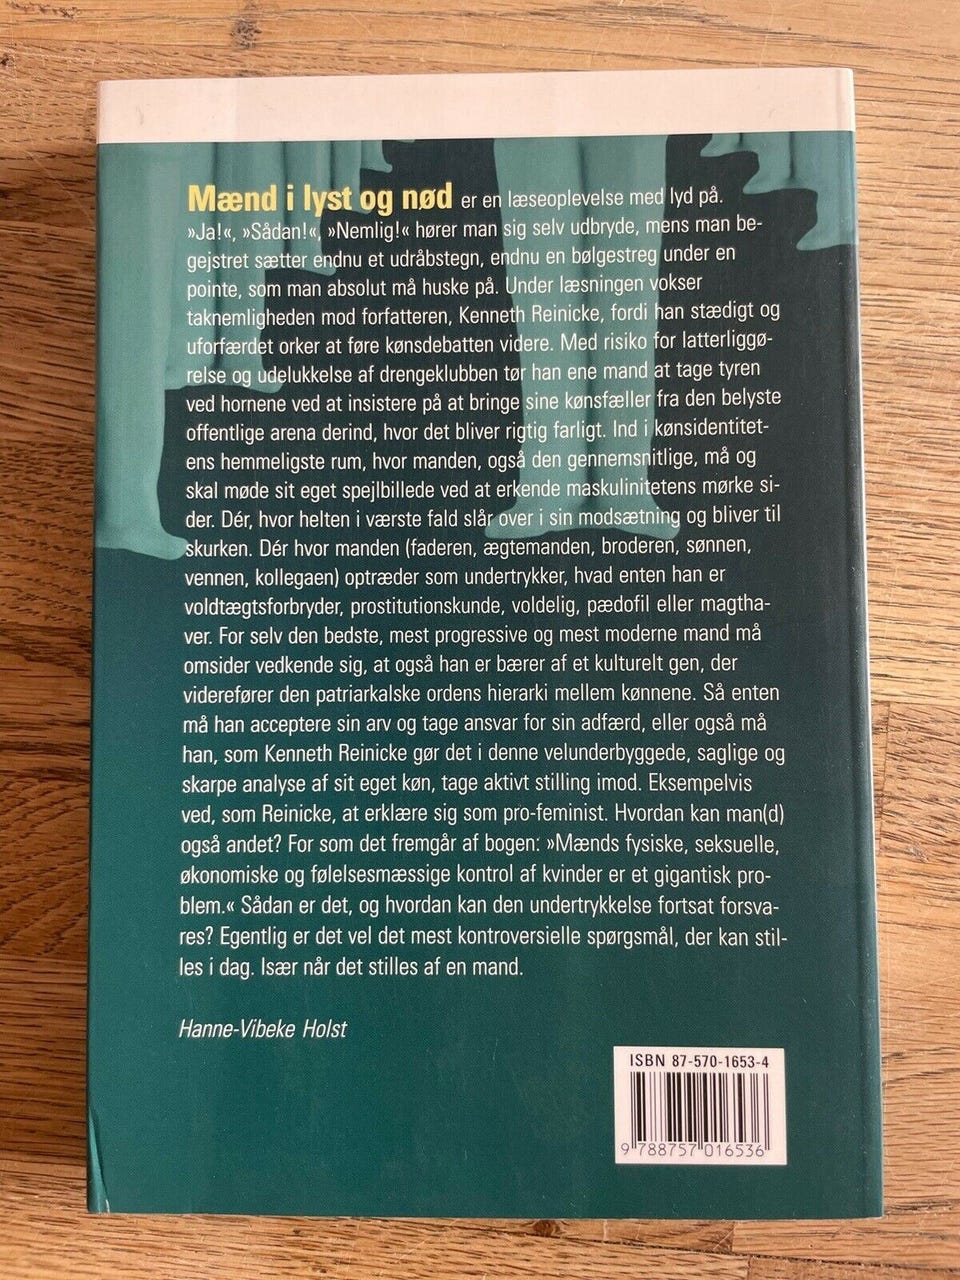 Mænd i lyst og nød er en læseoplevelse med lyd på.
»Ja!«, »Sådan!«, »Nemlig!« hører man sig selv udbryde, mens man be-
gejstret sætter endnu et udråbstegn, endnu en bølgestreg under en
pointe, som man absolut må huske på. Under læsningen vokser
taknemligheden mod forfatteren, Kenneth Reinicke, fordi han stædigt og
uforfærdet orker at føre kønsdebatten videre. Med risiko for latterliggø-
relse og udelukkelse af drengeklubben tør han ene mand at tage tyren
ved hornene ved at insistere på at bringe sine kønsfæller fra den belyste
offentlige arena derind, hvor det bliver rigtig farligt. Ind i kønsidentitet-
ens hemmeligste rum, hvor manden, også den gennemsnitlige, må og
skal møde sit eget spejlbillede ved at erkende maskulinitetens mørke si-
der. Dér, hvor helten i værste fald slår over i sin modsætning og bliver til
skurken. Dér hvor manden (faderen, ægtemanden, broderen, sønnen,
vennen, kollegaen) optræder som undertrykker, hvad enten han er
voldtægtsforbryder, prostitutionskunde, voldelig, pædofil eller magtha-
ver. For selv den bedste, mest progressive og mest moderne mand må
omsider vedkende sig, at også han er bærer af et kulturelt gen, der
viderefører den patriarkalske ordens hierarki mellem kønnene. Så enten
må han acceptere sin arv og tage ansvar for sin adfærd, eller også må
han, som Kenneth Reinicke gør det i denne velunderbyggede, saglige og
skarpe analyse af sit eget køn, tage aktivt stilling imod. Eksempelvis
ved, som Reinicke, at erklære sig som pro-feminist. Hvordan kan man(d)
også andet? For som det fremgår af bogen: »Mænds fysiske, seksuelle,
økonomiske og følelsesmæssige kontrol af kvinder er et gigantisk pro-
blem.« Sådan er det, og hvordan kan den undertrykkelse fortsat forsva-
res? Egentlig er det vel det mest kontroversielle spørgsmål, der kan stil-
les i dag. Især når det stilles af en mand.
Hanne-Vibeke Holst
ISBN 87-570-1653-4
9 788757 016536